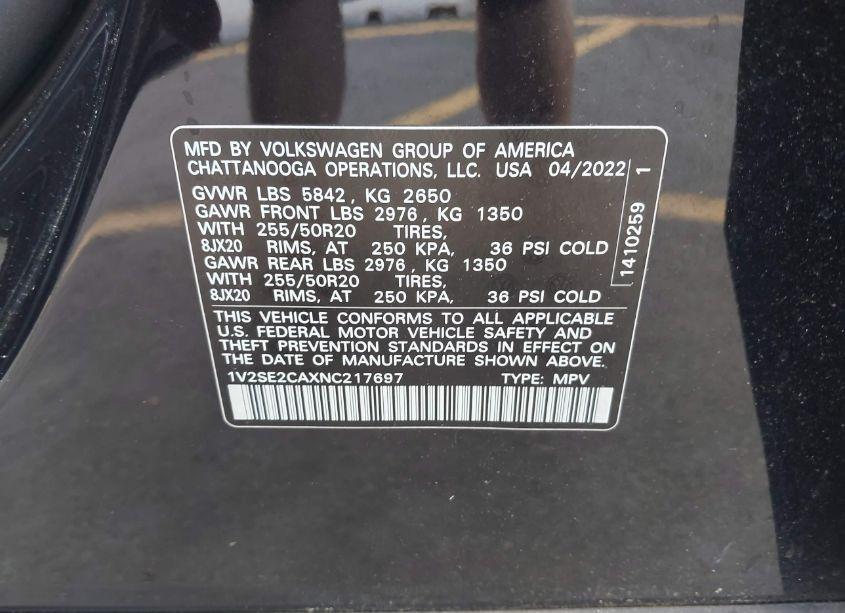 MFD BY VOLKSWAGEN GROUP OF AMERICA
CHATTANOOGA OPERATIONS, LLC. USA 04/2022
GVWR LBS 5842, KG 2650
GAWR FRONT LBS 2976, KG 1350
WITH 255/50R20 TIRES,
8JX20 RIMS, AT 250 KPA, 36 PSI COLD
GAWR REAR LBS 2976, KG 1350
WITH 255/50R20 TIRES,
8JX20 RIMS, AT 250 KPA, 36 PSI COLD
THIS VEHICLE CONFORMS TO ALL APPLICABLE
U.S. FEDERAL MOTOR VEHICLE SAFETY AND
THEFT PREVENTION STANDARDS IN EFFECT ON
THE DATE OF MANUFACTURE SHOWN ABOVE.
1V2SE2CAXNC217697 TYPE: MPV
1410259 1